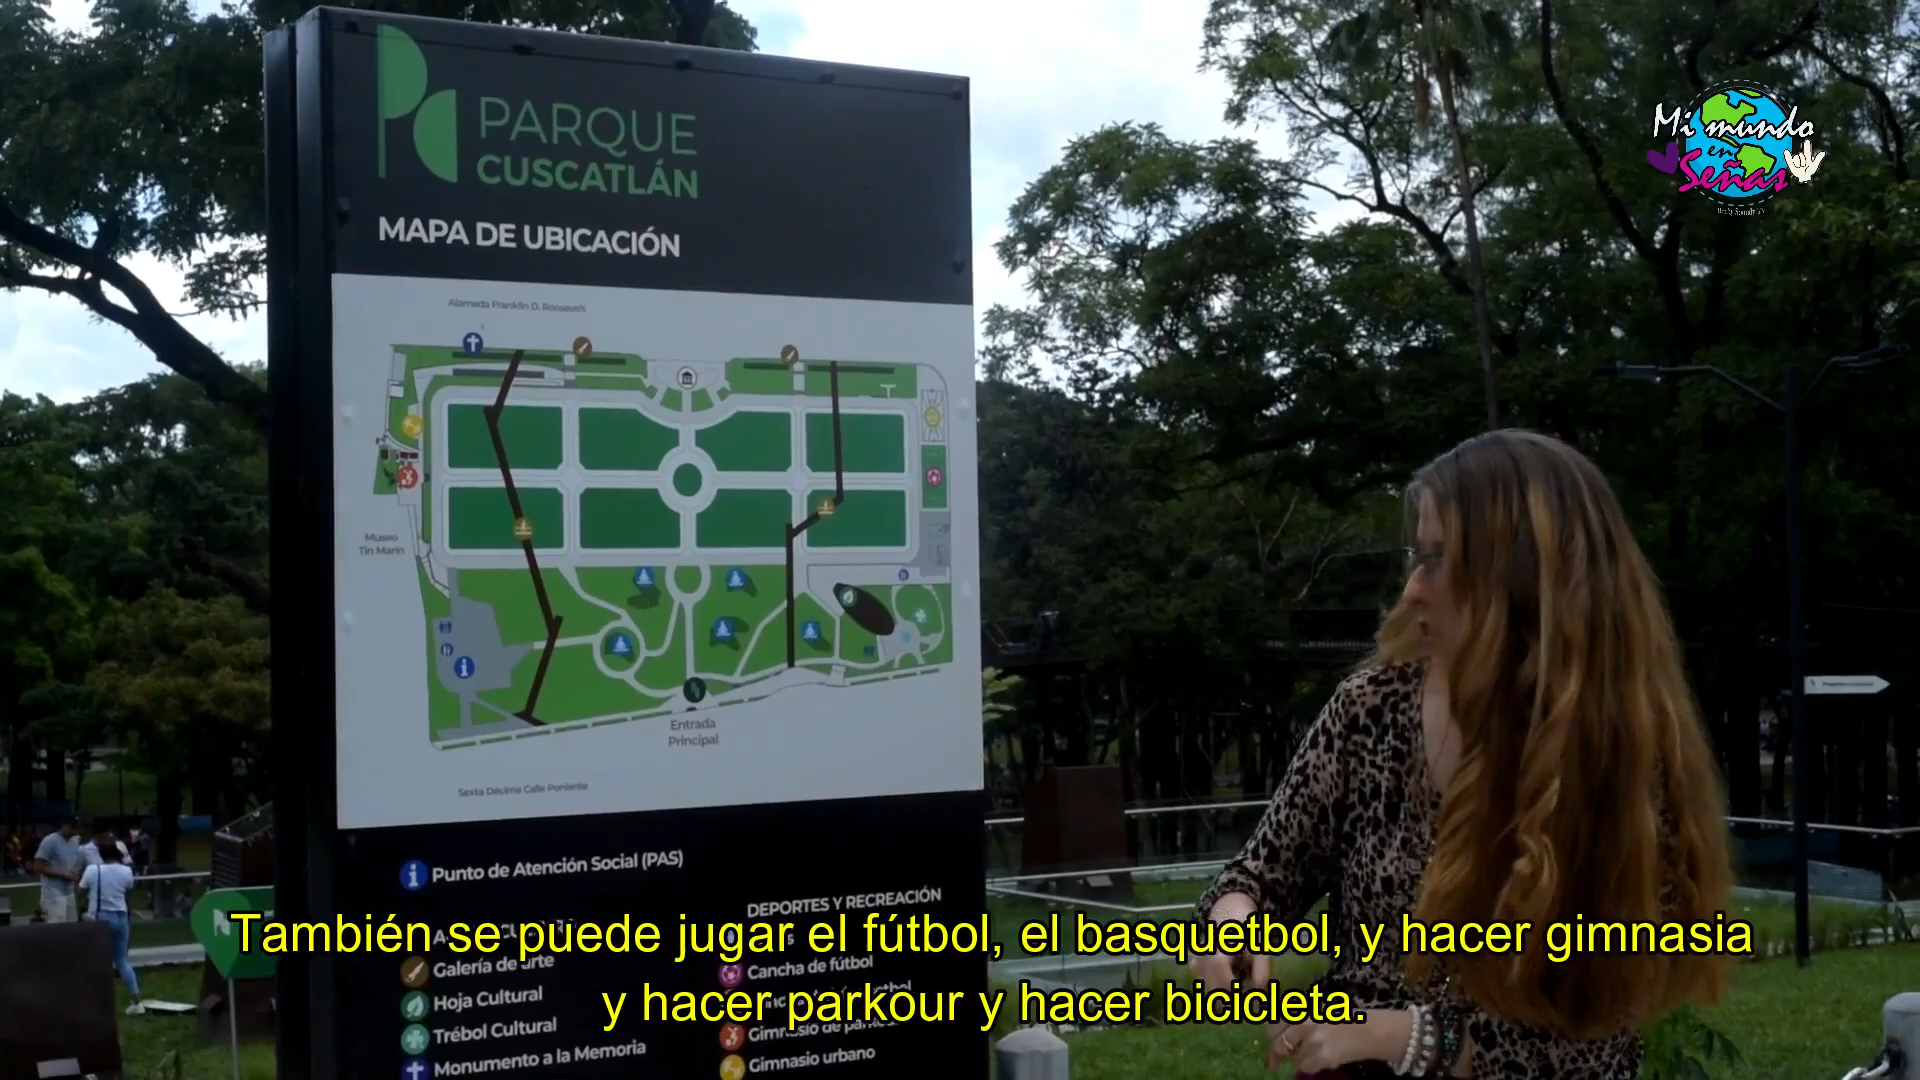 PARQUE
CUSCATLÁN
MAPA DE UBICACIÓN
Mi mundo
en
Señas
Alameda Franklin D. Roosevelt
Museo
Tin Marín
Entrada
Principal
Sexta Décima Calle Poniente
Punto de Atención Social (PAS)
DEPORTES Y RECREACIÓN
Galería de arte
Hoja Cultural
Trébol Cultural
Monumento a la Memoria
Cancha de fútbol
Gimnasio de
Gimnasio urbano
También se puede jugar el fútbol, el basquetbol, y hacer gimnasia
y hacer parkour y hacer bicicleta.